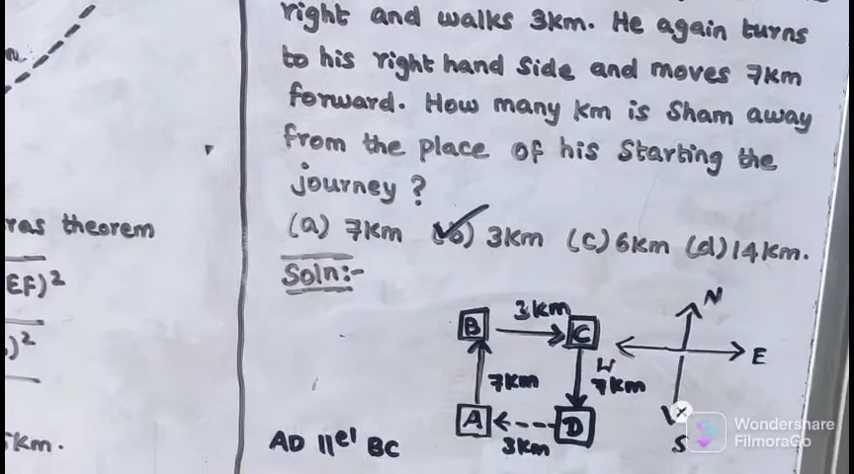 right and walks 3km. He again turns
to his right hand side and moves 7km
forward. How many km is Sham away
from the place of his Starting the
journey?
(a) 7km (b) 3km (c) 6km (d) 14km.
Soln:-
ras theorem
EF)²
)²
km.
3km
B
C
7km
7km
A
D
3km
AD ||el BC
N
W
E
S
Wondershare
FilmoraGo